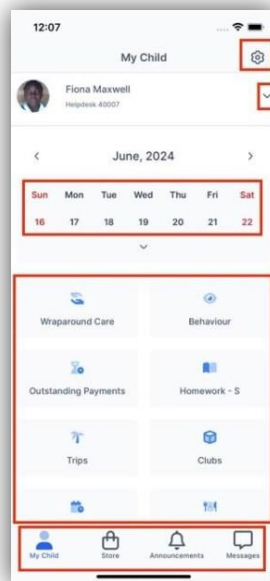 12:07
My Child
Fiona Maxwell
Helpdesk 40007
June, 2024
Sun Mon Tue Wed Thu Fri Sat
16 17 18 19 20 21 22
Wraparound Care Behaviour
Outstanding Payments Homework - S
Trips Clubs
My Child Store Announcements Messages